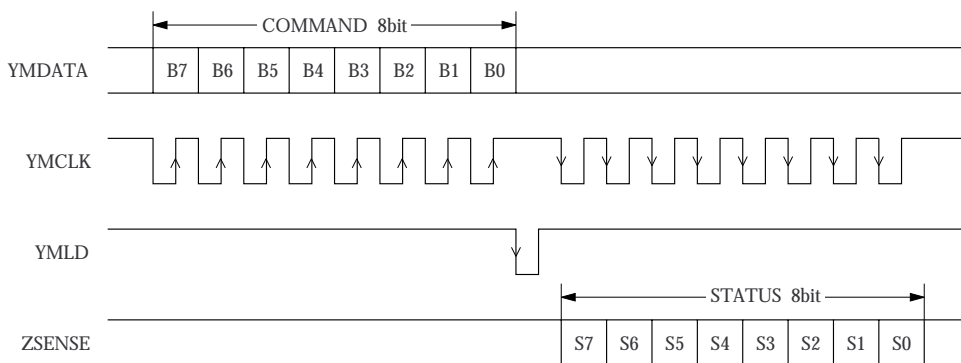 COMMAND 8bit
YMDATA B7 B6 B5 B4 B3 B2 B1 B0
YMCLK
YMLD
STATUS 8bit
ZSENSE S7 S6 S5 S4 S3 S2 S1 S0